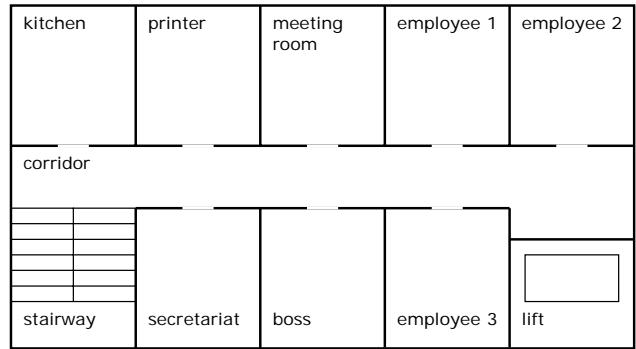 kitchen
printer
meeting
room
employee 1
employee 2
corridor
stairway
secretariat
boss
employee 3
lift